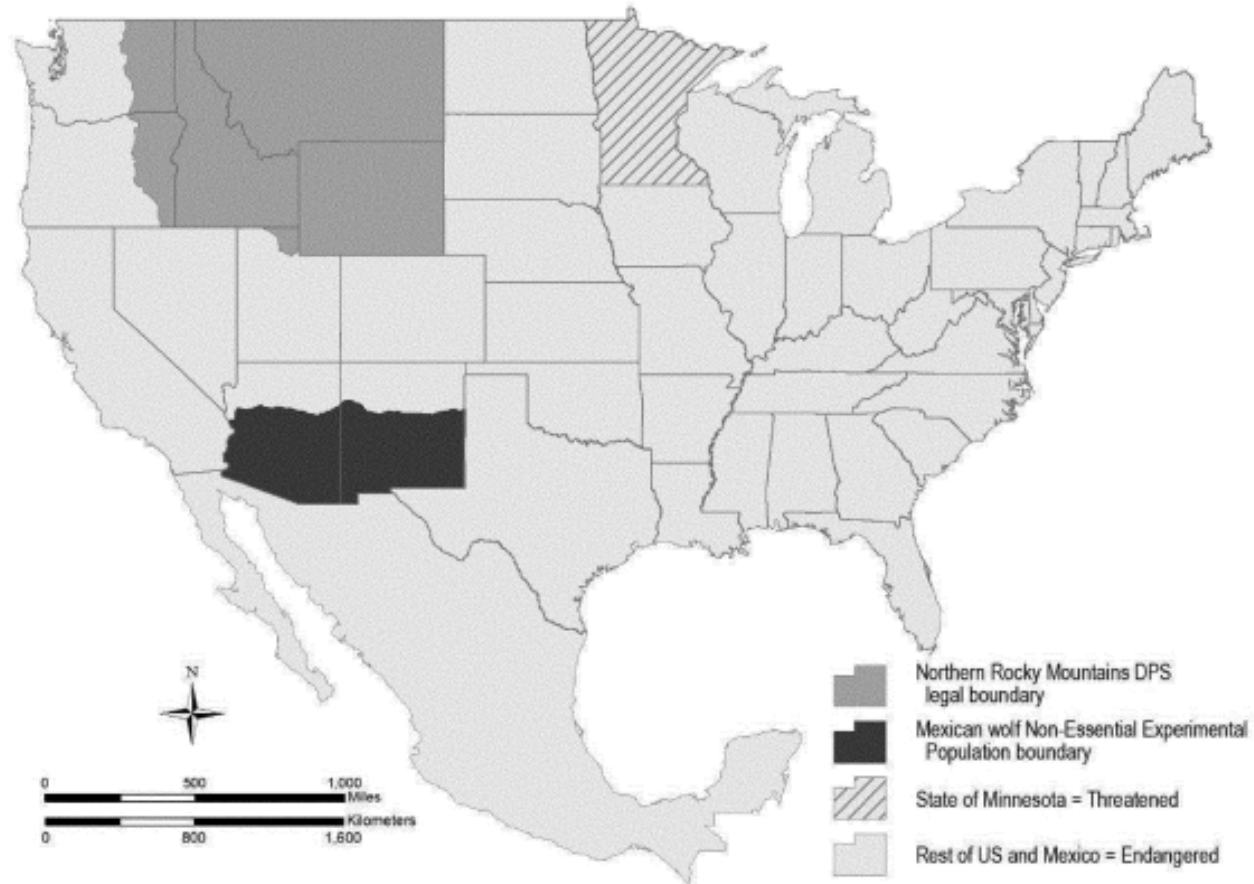 N
0 500 1,000
Miles
Kilometers
0 800 1,600
Northern Rocky Mountains DPS
legal boundary
Mexican wolf Non-Essential Experimental
Population boundary
State of Minnesota = Threatened
Rest of US and Mexico = Endangered